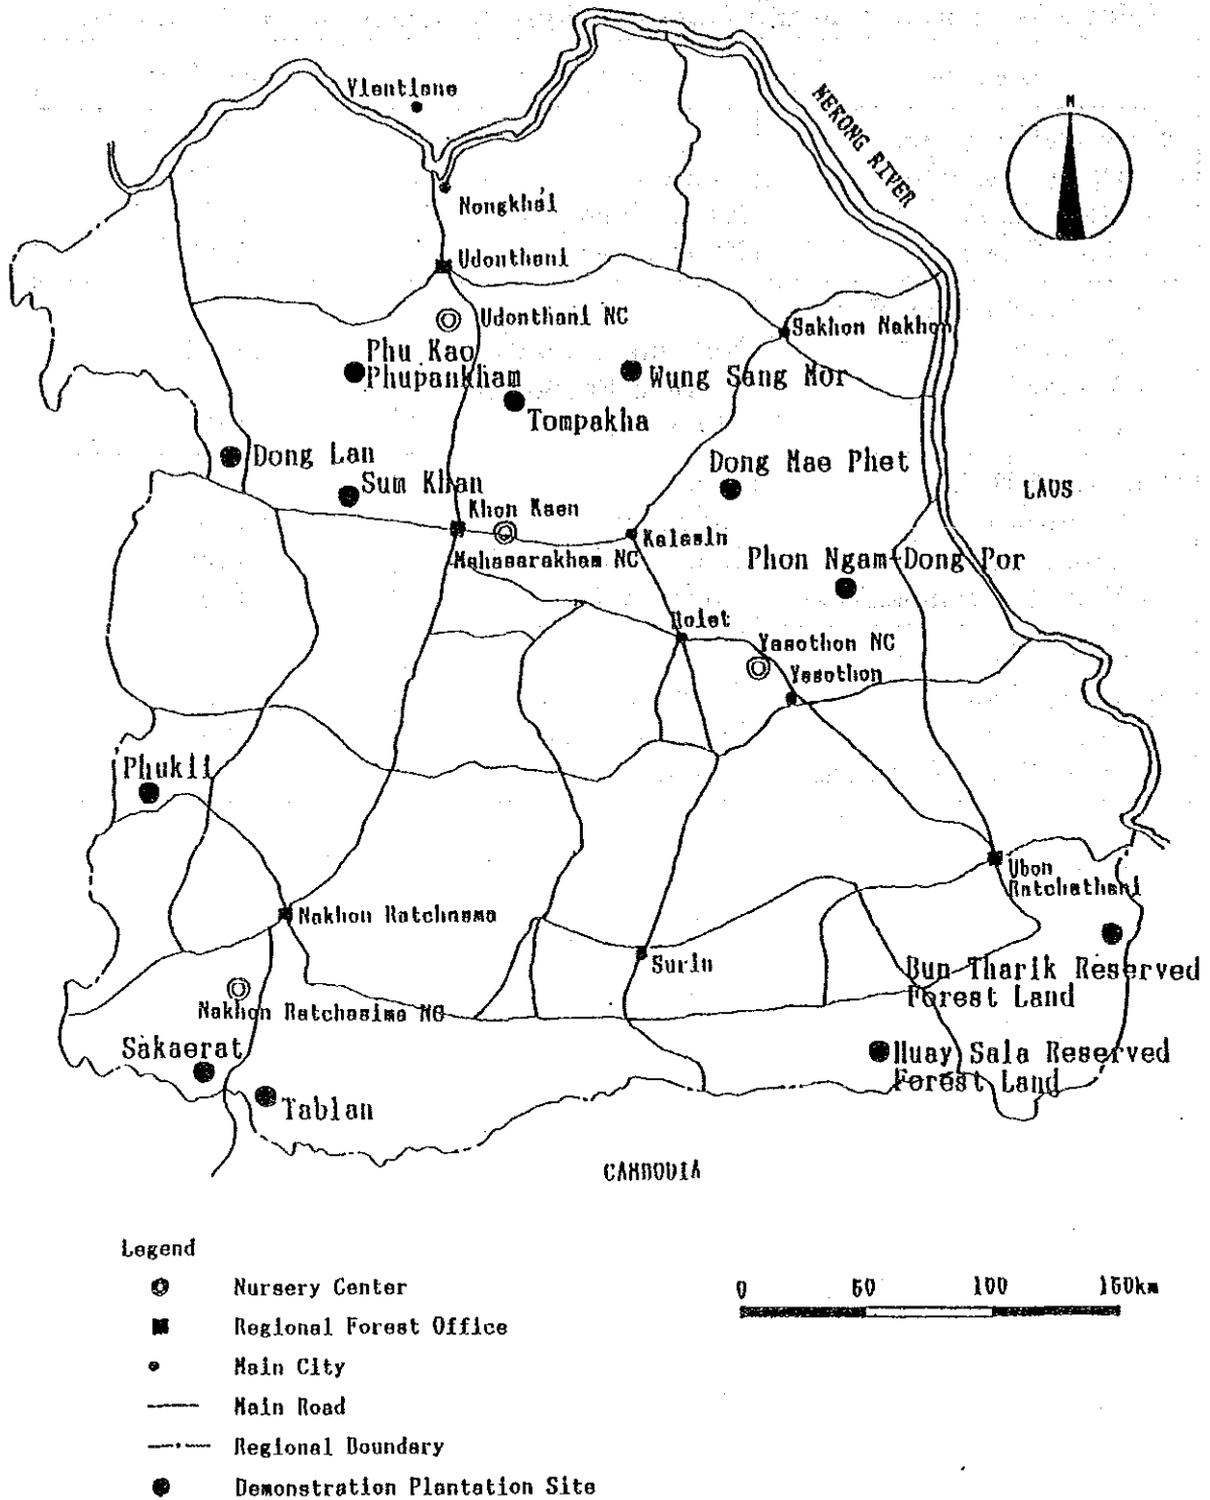 Vientiane
MEKONG RIVER
N
Nongkhai
Udonthani
Udonthani NC
Sakhon Nakhon
Phu Kao
Phupankham
Wung Sang Mor
Tompakha
Dong Lan
Dong Mae Phet
Sum Khan
LAOS
Khon Kaen
Kalasin
Mahasarakham NC
Phon Ngam-Dong Por
Roiet
Yasothon NC
Yasothon
Phukli
Ubon
Ratchathani
Nakhon Ratchasma
Surin
Bun Tharik Reserved
Forest Land
Nakhon Ratchasima NC
Sakaerat
Huay Sala Reserved
Forest Land
Tablan
CAMBODIA
Legend
Nursery Center
Regional Forest Office
Main City
Main Road
Regional Boundary
Demonstration Plantation Site
0 50 100 150km